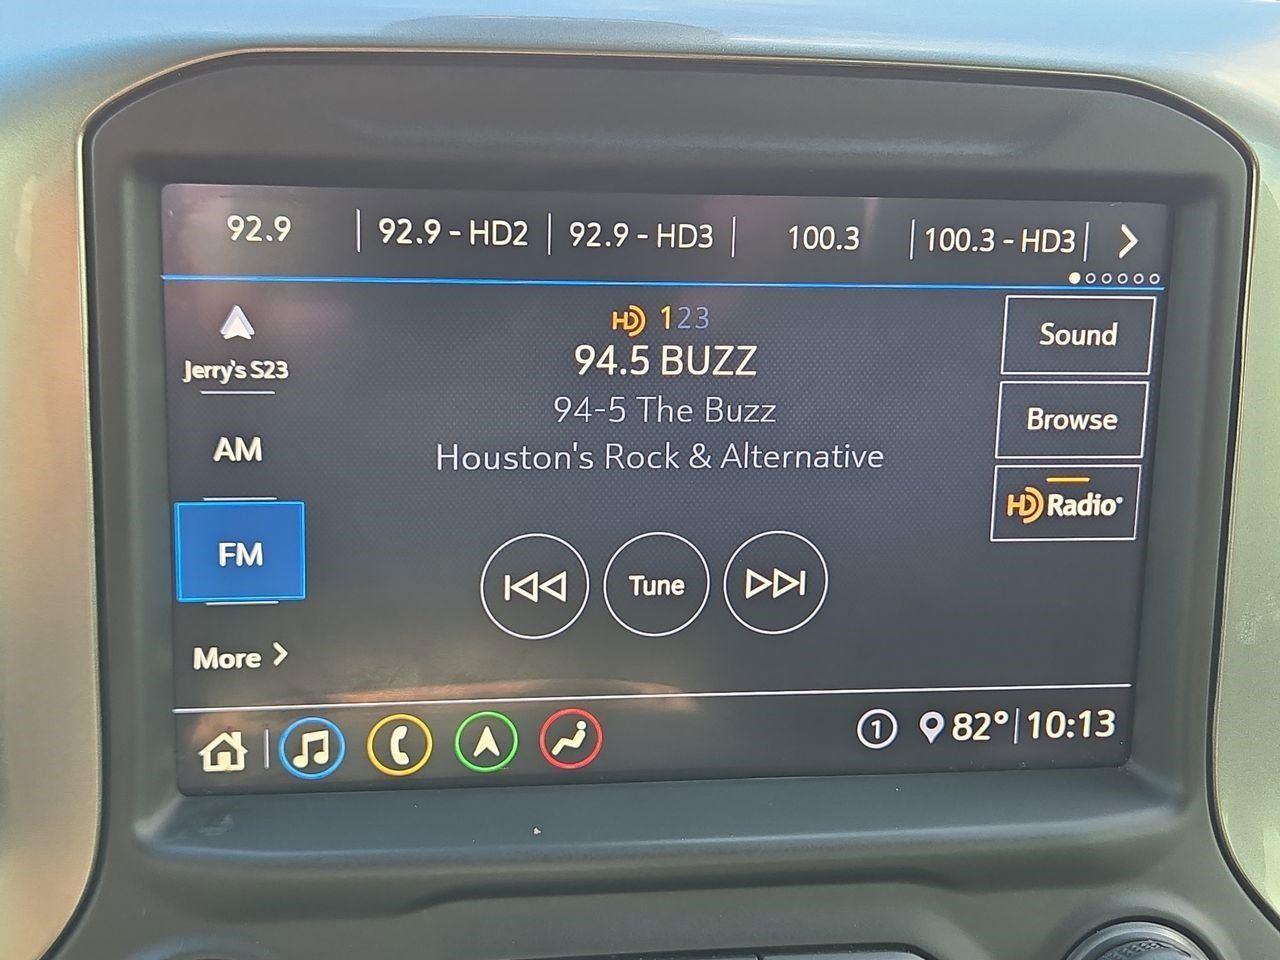 92.9 | 92.9 - HD2 | 92.9 - HD3 | 100.3 | 100.3 - HD3 |
Jerry's S23
AM
FM
More
HD 123
94.5 BUZZ
94-5 The Buzz
Houston's Rock & Alternative
Tune
Sound
Browse
HD Radio
1 82° | 10:13